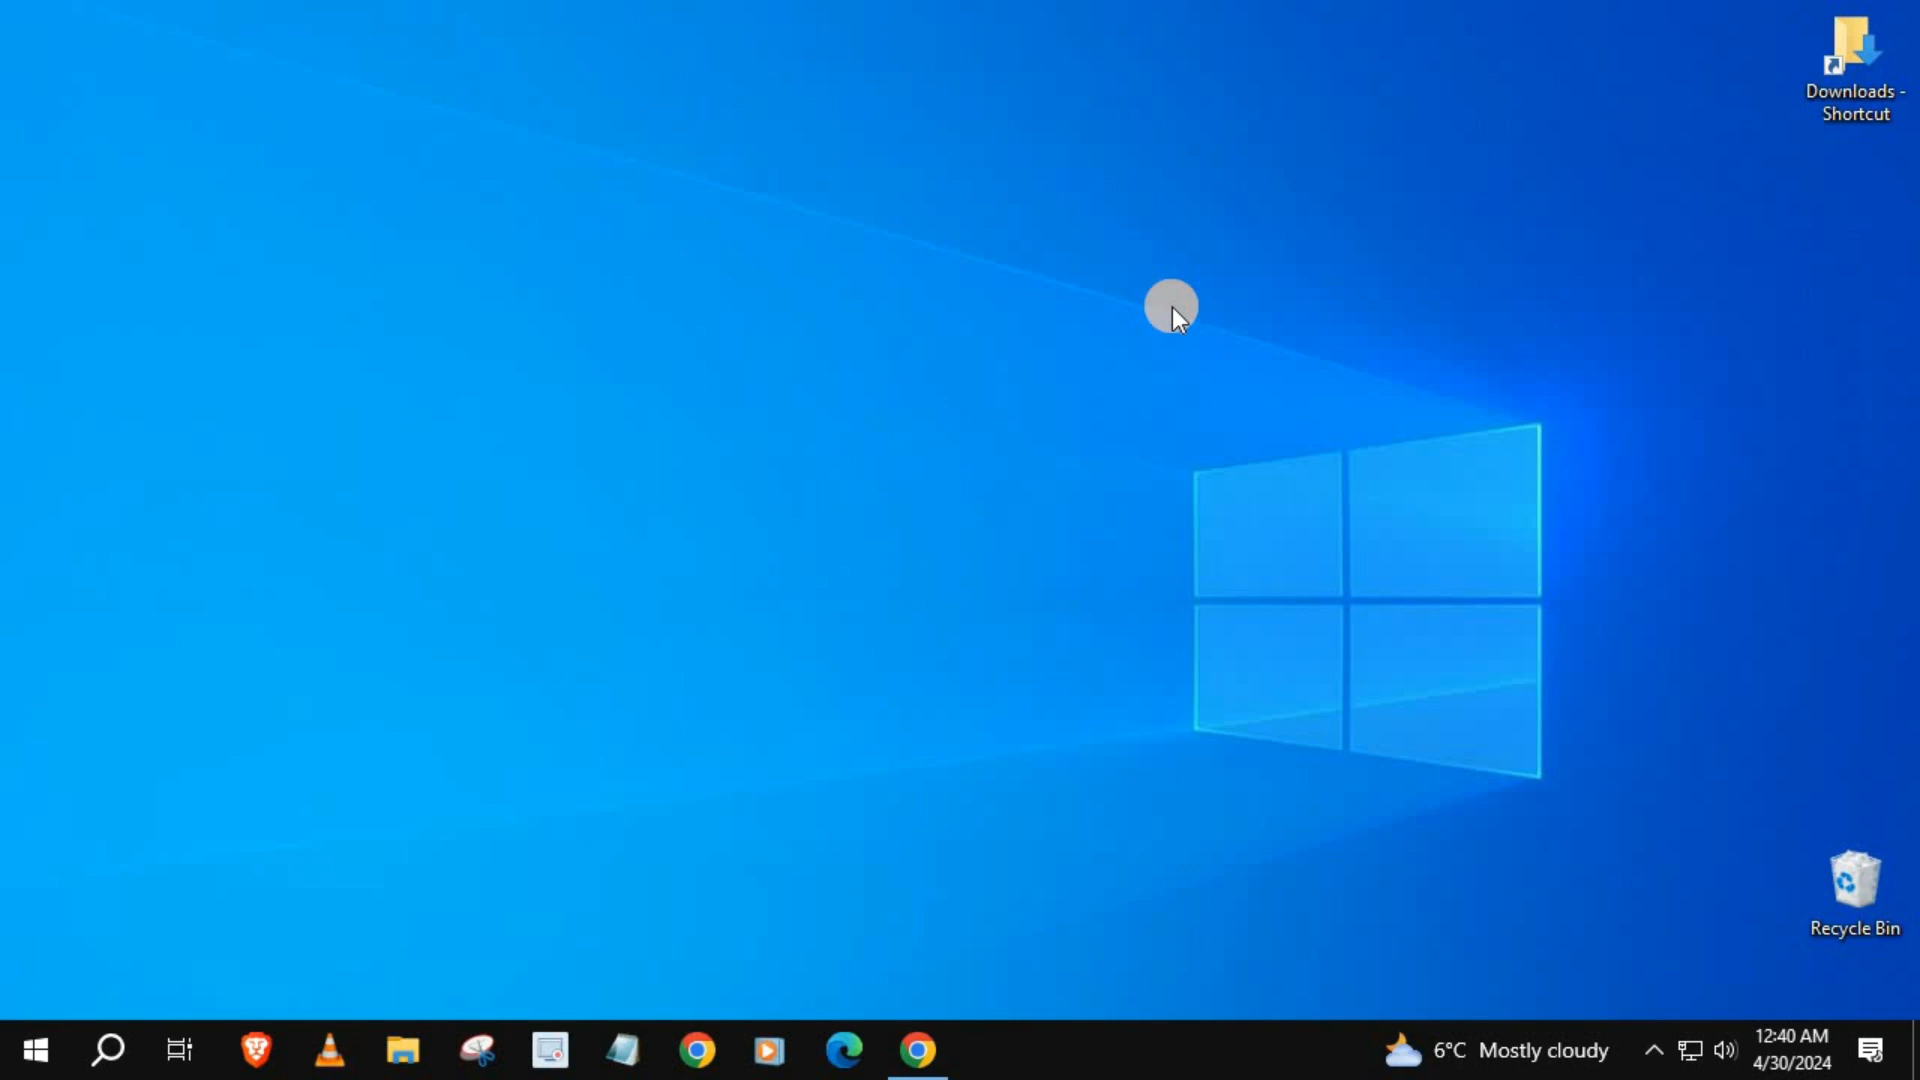 Downloads -
Shortcut
Recycle Bin
6°C Mostly cloudy
12:40 AM
4/30/2024